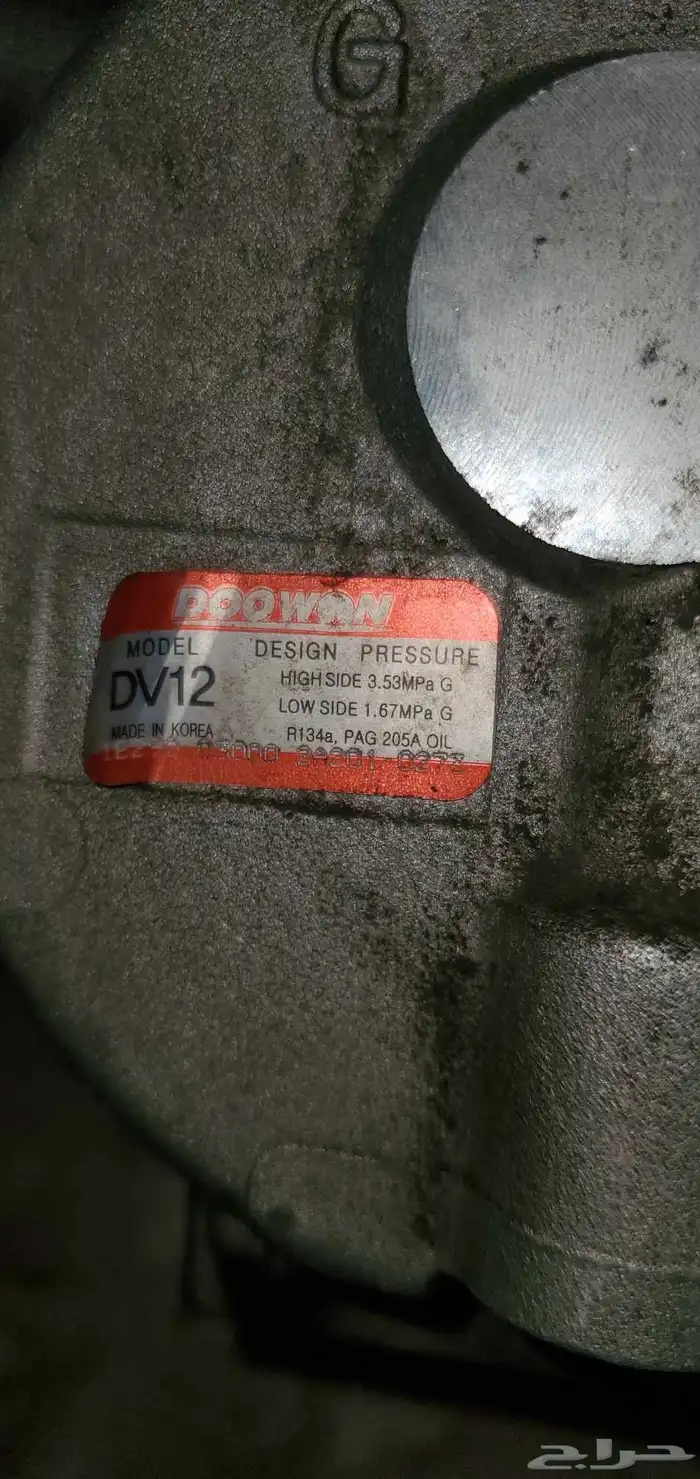 G
DOOWON
MODEL
DV12
MADE IN KOREA
DESIGN PRESSURE
HIGH SIDE 3.53MPa G
LOW SIDE 1.67MPa G
R134a, PAG 205A OIL
حراج